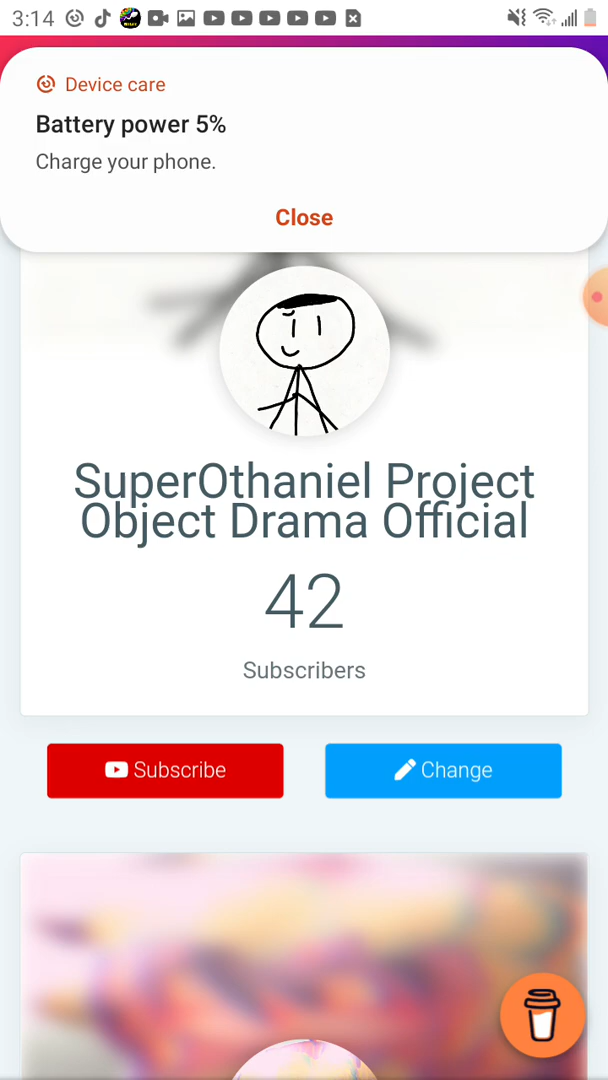 3:14
Device care
Battery power 5%
Charge your phone.
Close
SuperOthaniel Project
Object Drama Official
42
Subscribers
Subscribe
Change